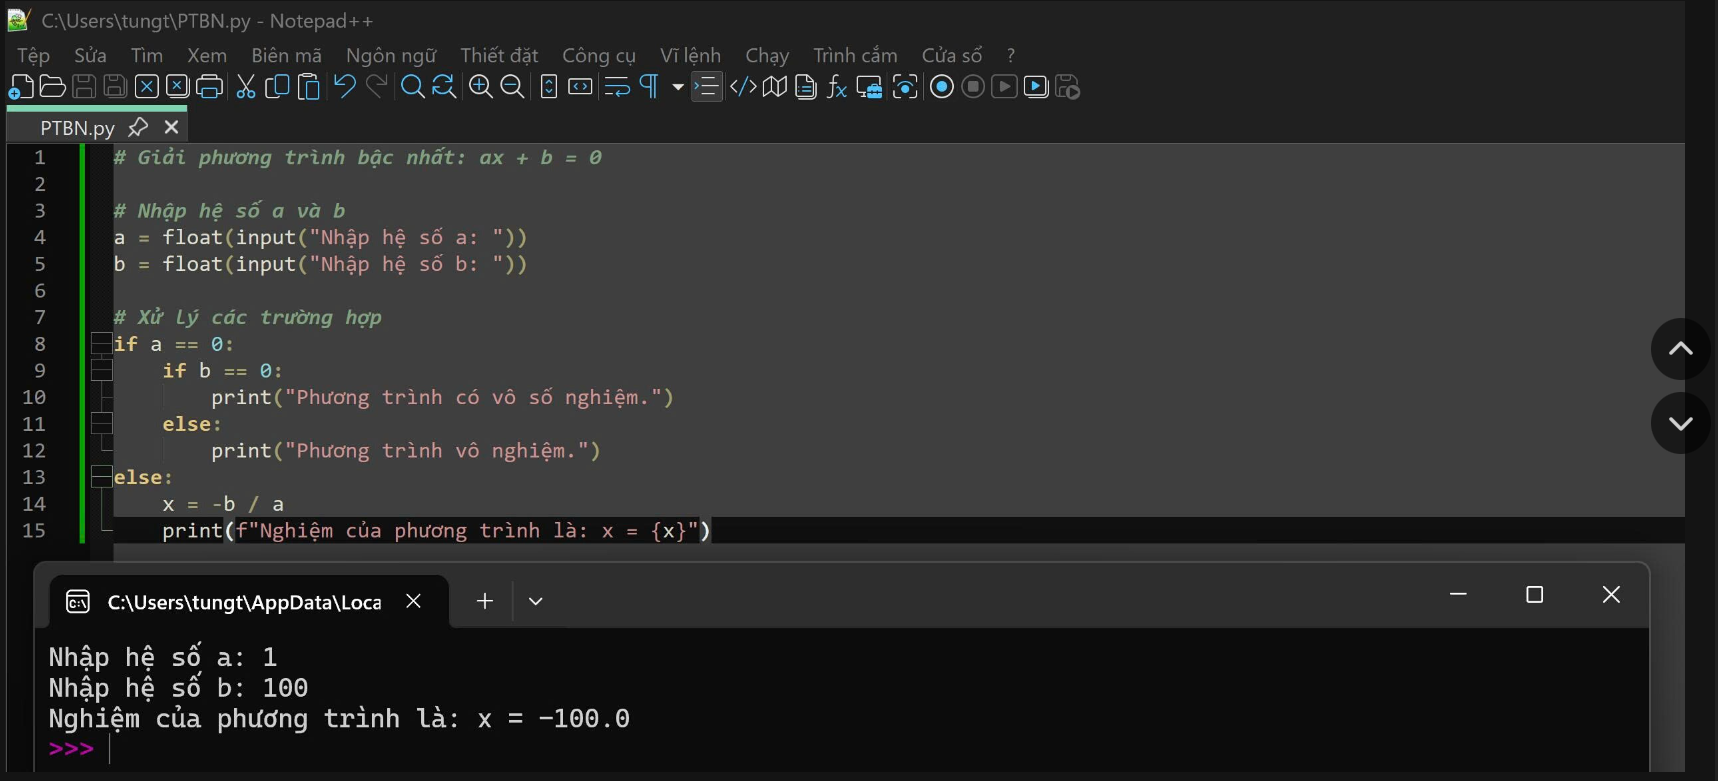 C:\Users\tungt\PTBN.py - Notepad++
Tệp Sửa Tìm Xem Biên mã Ngôn ngữ Thiết đặt Công cụ Vĩ lệnh Chạy Trình cắm Cửa sổ ?
PTBN.py
1 # Giải phương trình bậc nhất: ax + b = 0
2
3 # Nhập hệ số a và b
4 a = float(input("Nhập hệ số a: "))
5 b = float(input("Nhập hệ số b: "))
6
7 # Xử lý các trường hợp
8 if a == 0:
9     if b == 0:
10         print("Phương trình có vô số nghiệm.")
11     else:
12         print("Phương trình vô nghiệm.")
13 else:
14     x = -b / a
15     print(f"Nghiệm của phương trình là: x = {x}")
C:\Users\tungt\AppData\Loca
Nhập hệ số a: 1
Nhập hệ số b: 100
Nghiệm của phương trình là: x = -100.0
>>>